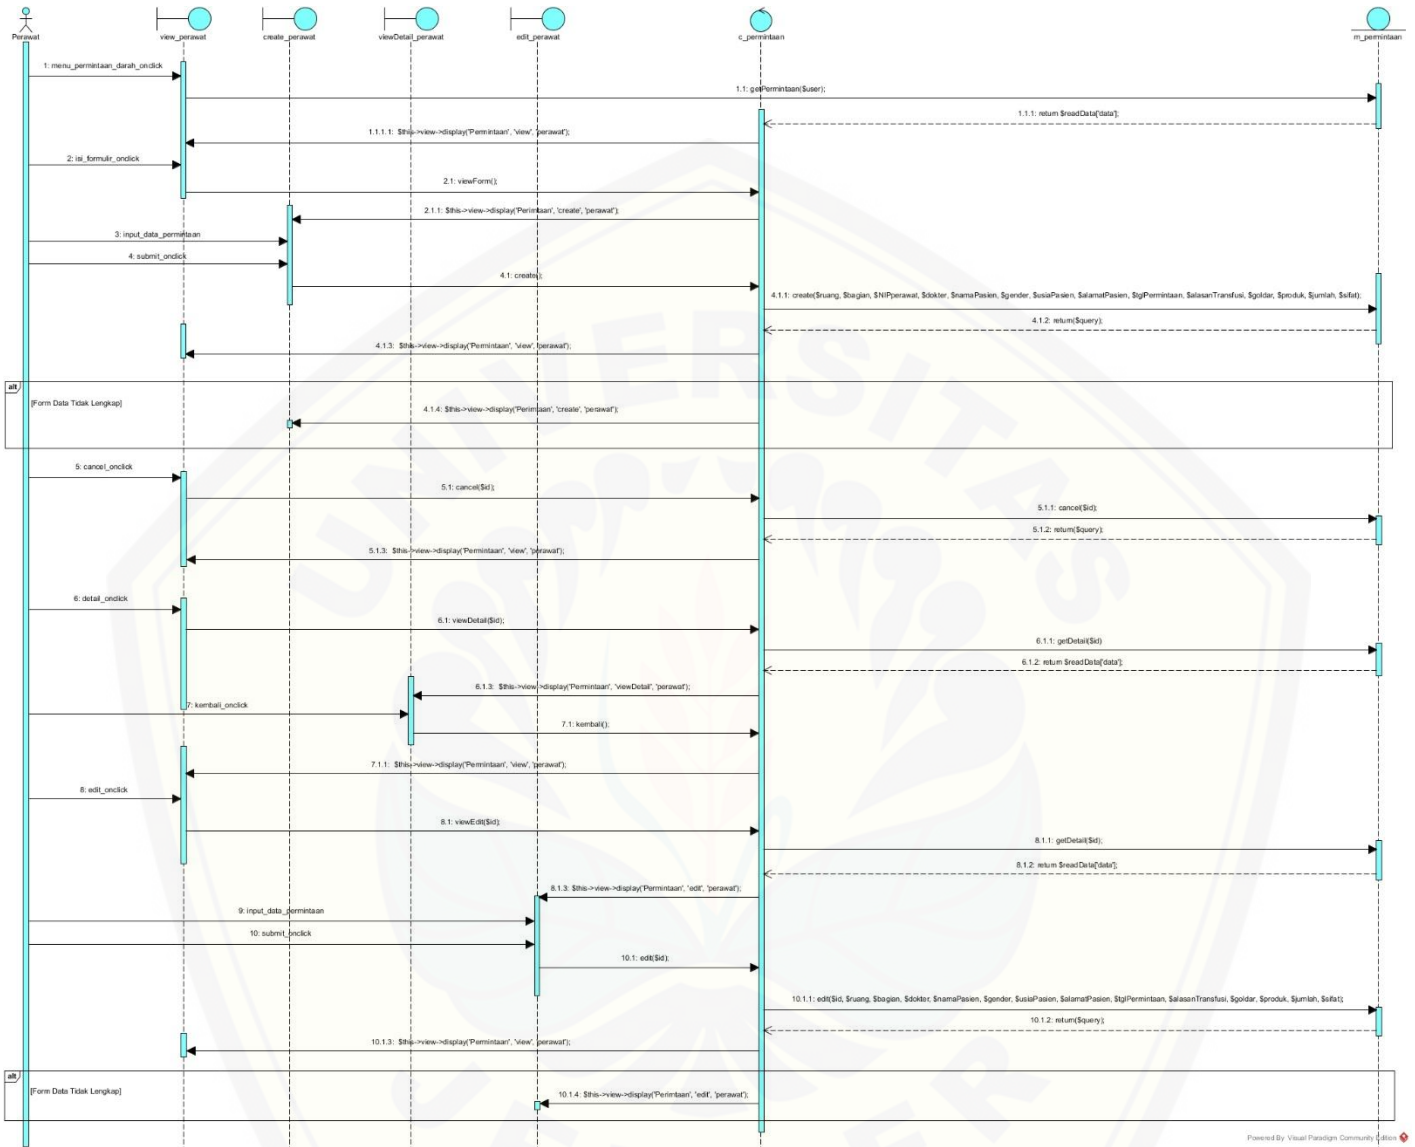 Perawat
view_perawat
create_perawat
viewDetail_perawat
edit_perawat
c_permintaan
m_permintaan
1: menu_permintaan_darah_onclick
1.1: getPermintaan($user);
1.1.1: return $readData['data'];
1.1.1.1: $this->view->display('Permintaan', 'view', 'perawat');
2: isi_formulir_onclick
2.1: viewForm();
2.1.1: $this->view->display('Perimtaan', 'create', 'perawat');
3: input_data_permintaan
4: submit_onclick
4.1: create();
4.1.1: create($ruang, $bagian, $NIPperawat, $dokter, $namaPasien, $gender, $usiaPasien, $alamatPasien, $tglPermintaan, $alasanTransfusi, $goldar, $produk, $jumlah, $sifat);
4.1.2: return($query);
4.1.3: $this->view->display('Permintaan', 'view', 'perawat');
alt
[Form Data Tidak Lengkap]
4.1.4: $this->view->display('Perimtaan', 'create', 'perawat');
5: cancel_onclick
5.1: cancel($id);
5.1.1: cancel($id);
5.1.2: return($query);
5.1.3: $this->view->display('Permintaan', 'view', 'perawat');
6: detail_onclick
6.1: viewDetail($id);
6.1.1: getDetail($id)
6.1.2: return $readData['data'];
6.1.3: $this->view->display('Permintaan', 'viewDetail', 'perawat');
7: kembali_onclick
7.1: kembali();
7.1.1: $this->view->display('Permintaan', 'view', 'perawat');
8: edit_onclick
8.1: viewEdit($id);
8.1.1: getDetail($id);
8.1.2: return $readData['data'];
8.1.3: $this->view->display('Permintaan', 'edit', 'perawat');
9: input_data_permintaan
10: submit_onclick
10.1: edit($id);
10.1.1: edit($id, $ruang, $bagian, $dokter, $namaPasien, $gender, $usiaPasien, $alamatPasien, $tglPermintaan, $alasanTransfusi, $goldar, $produk, $jumlah, $sifat);
10.1.2: return($query);
10.1.3: $this->view->display('Permintaan', 'view', 'perawat');
alt
[Form Data Tidak Lengkap]
10.1.4: $this->view->display('Perimtaan', 'edit', 'perawat');
UNIVERSITAS
Powered By Visual Paradigm Community Edition